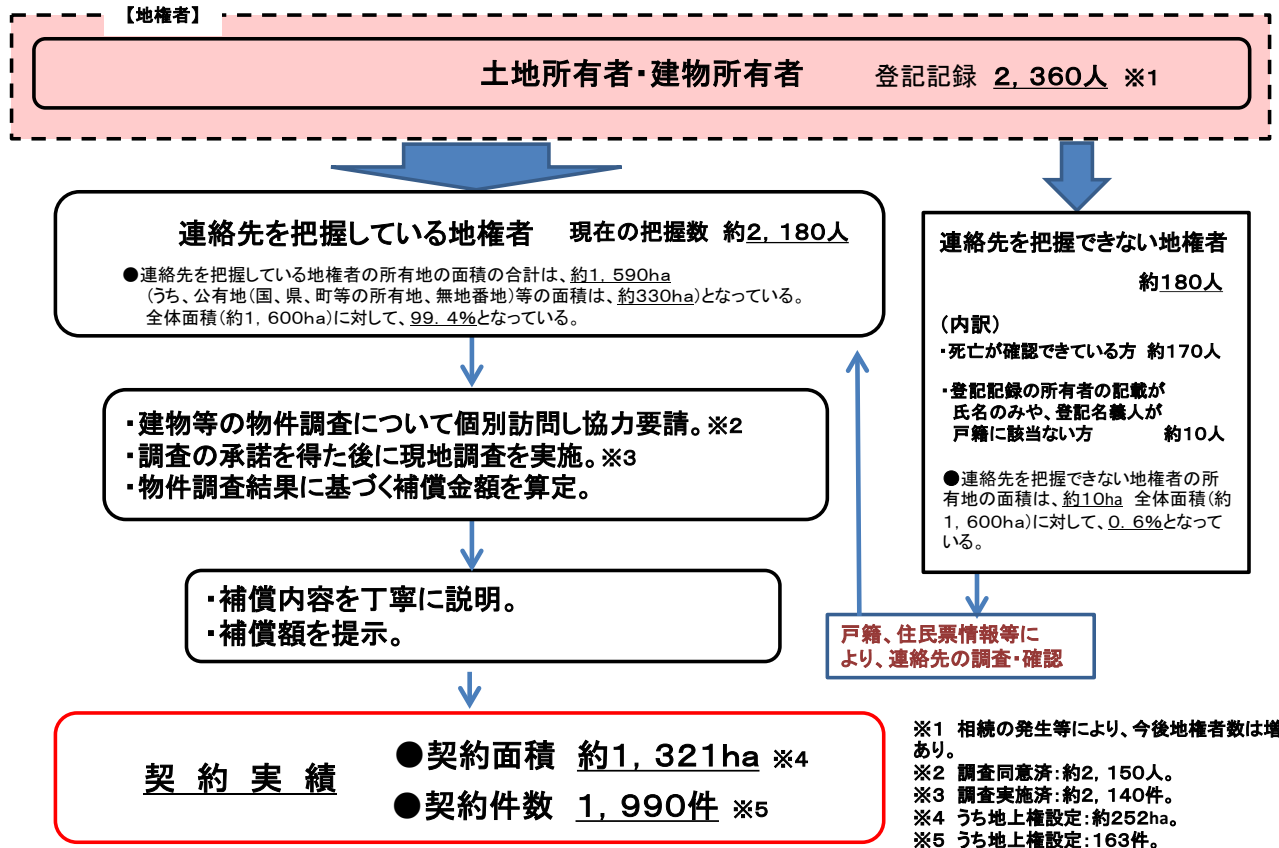 【地権者】
土地所有者・建物所有者 登記記録 2,360人 ※1
連絡先を把握している地権者 現在の把握数 約2,180人
●連絡先を把握している地権者の所有地の面積の合計は、約1,590ha
(うち、公有地(国、県、町等の所有地、無地番地)等の面積は、約330ha)となっている。
全体面積(約1,600ha)に対して、99.4%となっている。
・建物等の物件調査について個別訪問し協力要請。※2
・調査の承諾を得た後に現地調査を実施。※3
・物件調査結果に基づく補償金額を算定。
・補償内容を丁寧に説明。
・補償額を提示。
契約実績
●契約面積 約1,321ha ※4
●契約件数 1,990件 ※5
連絡先を把握できない地権者
約180人
(内訳)
・死亡が確認できている方 約170人
・登記記録の所有者の記載が
氏名のみや、登記名義人が
戸籍に該当ない方 約10人
●連絡先を把握できない地権者の所
有地の面積は、約10ha 全体面積(約
1,600ha)に対して、0.6%となって
いる。
戸籍、住民票情報等に
より、連絡先の調査・確認
※1 相続の発生等により、今後地権者数は増
あり。
※2 調査同意済:約2,150人。
※3 調査実施済:約2,140件。
※4 うち地上権設定:約252ha。
※5 うち地上権設定:163件。